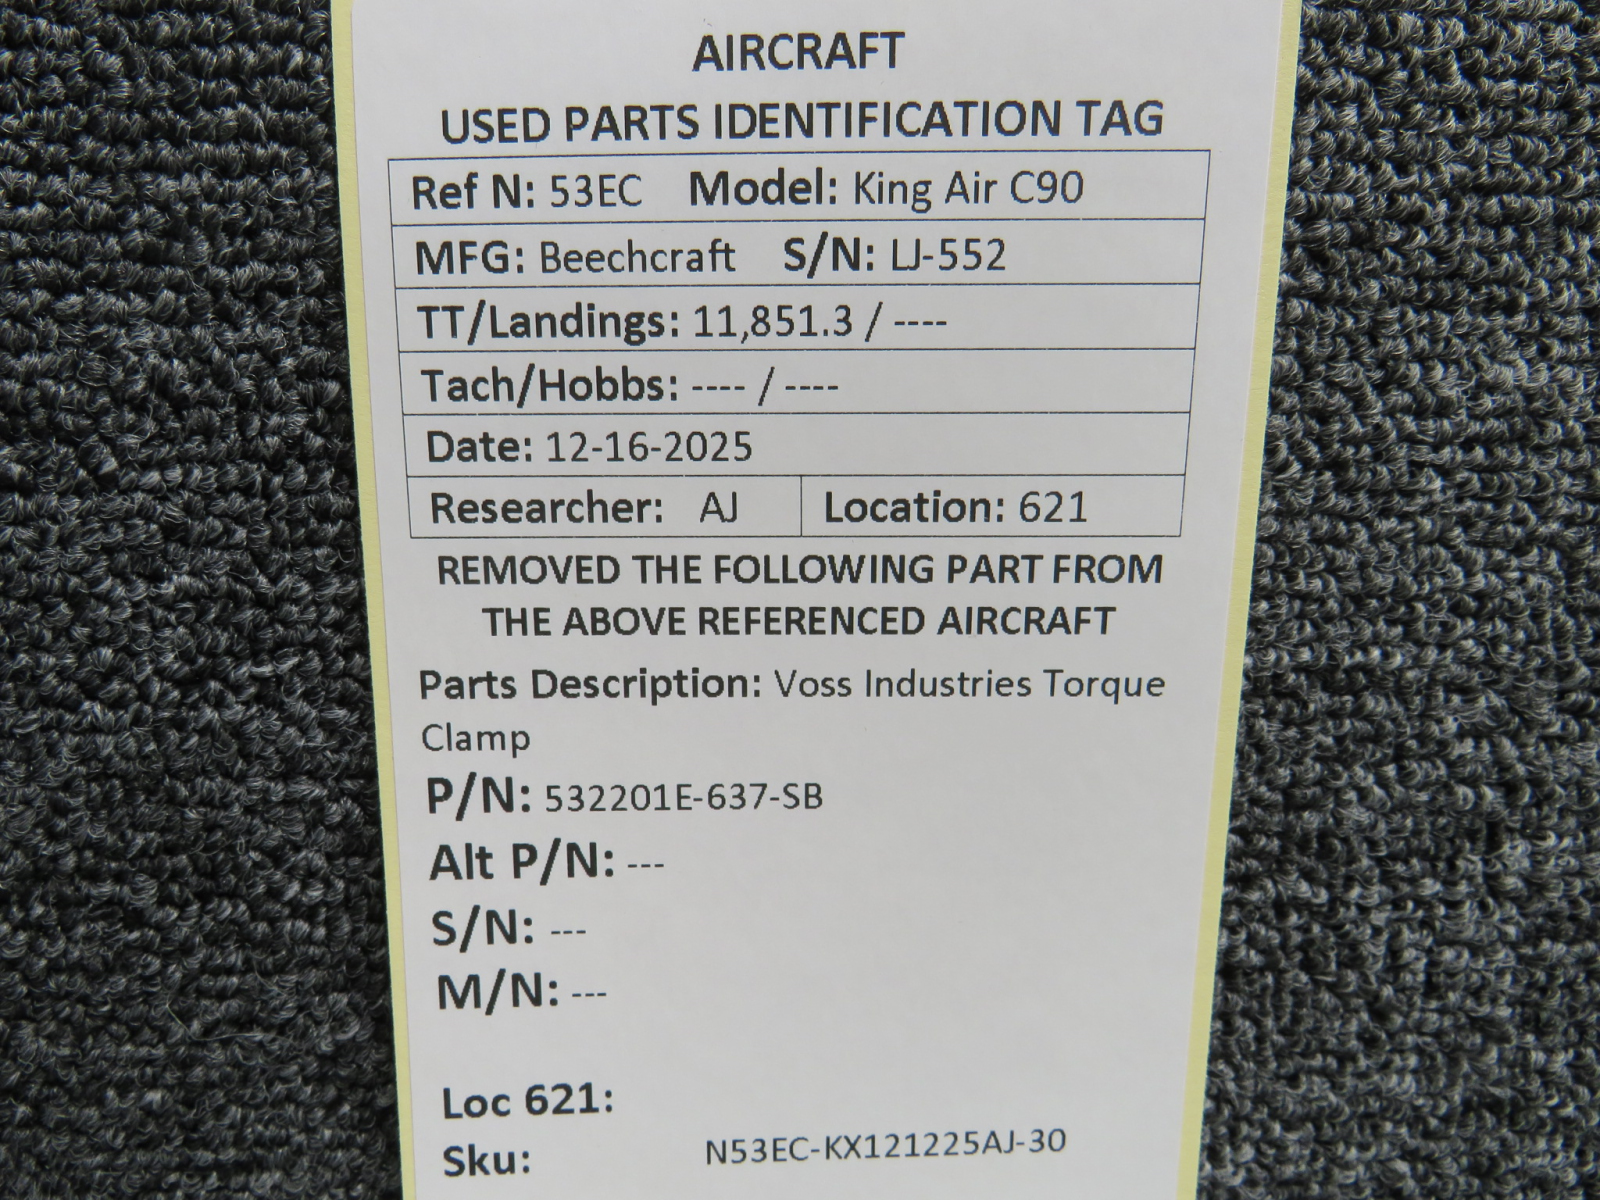 AIRCRAFT
USED PARTS IDENTIFICATION TAG
Ref N: 53EC Model: King Air C90
MFG: Beechcraft S/N: LJ-552
TT/Landings: 11,851.3 / ----
Tach/Hobbs: ---- / ----
Date: 12-16-2025
Researcher: AJ Location: 621
REMOVED THE FOLLOWING PART FROM
THE ABOVE REFERENCED AIRCRAFT
Parts Description: Voss Industries Torque
Clamp
P/N: 532201E-637-SB
Alt P/N: ---
S/N: ---
M/N: ---
Loc 621:
Sku: N53EC-KX121225AJ-30